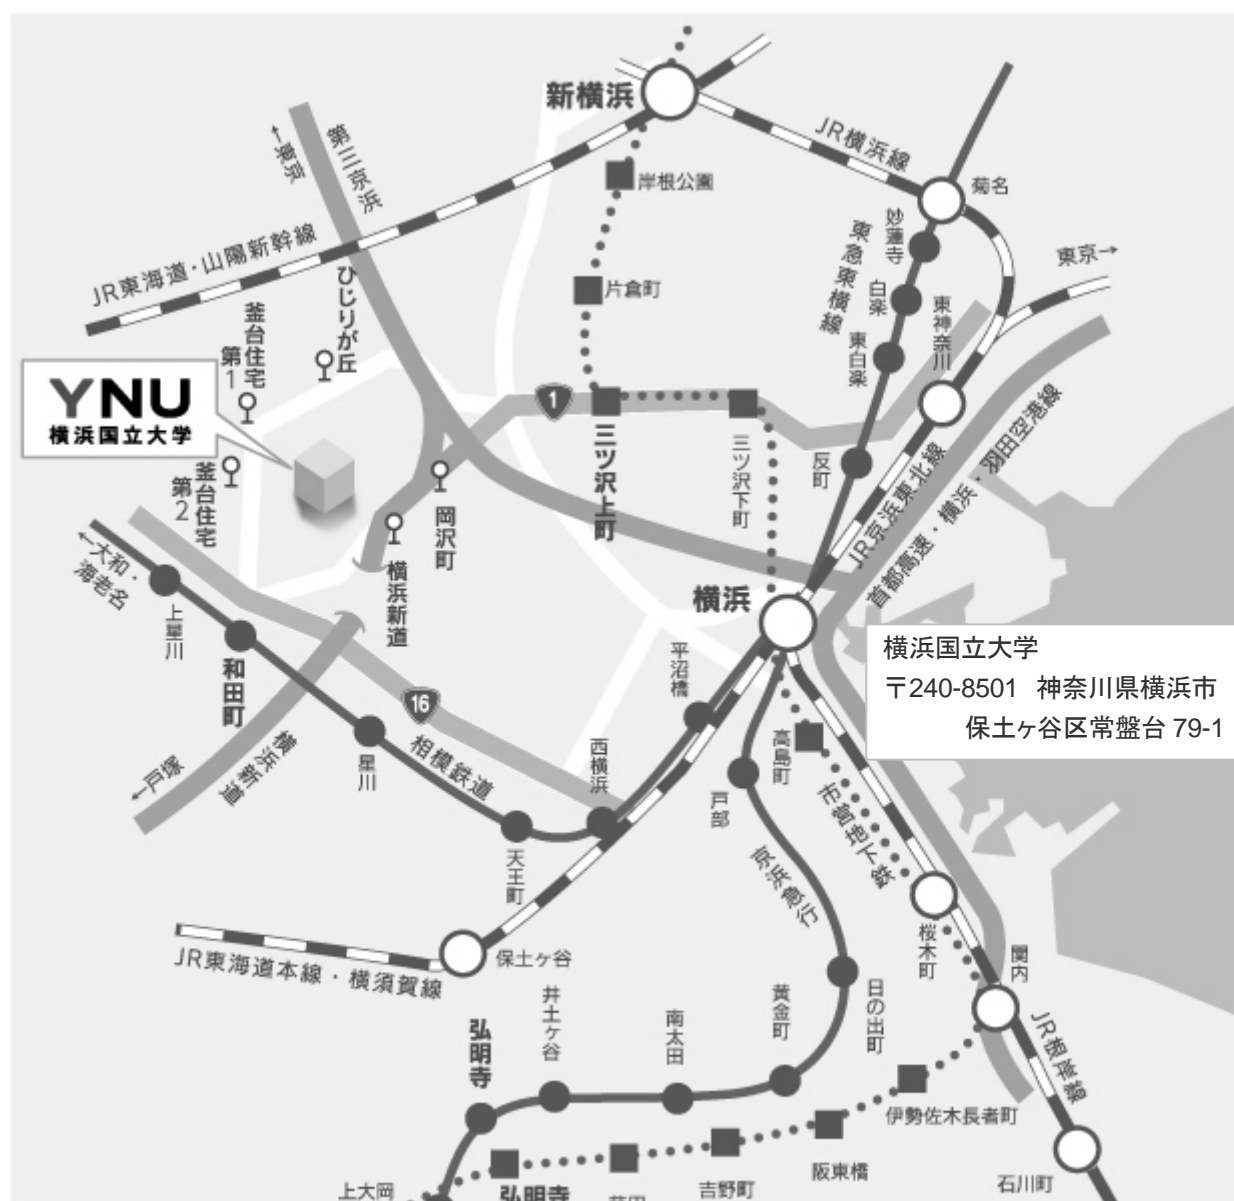 新横浜
JR横浜線
菊名
←東京
第三京浜
岸根公園
妙蓮寺
東急東横線
白楽
東白楽
東神奈川
東京→
JR東海道・山陽新幹線
ひじりが丘
片倉町
釜台住宅
第1
YNU
横浜国立大学
釜台住宅
第2
1
三ツ沢上町
三ツ沢下町
反町
JR京浜東北線
首都高速・横浜・羽田空港線
岡沢町
横浜新道
←大和・
海老名
上星川
和田町
横浜
平沼橋
横浜国立大学
〒240-8501 神奈川県横浜市
保土ヶ谷区常盤台 79-1
16
相模鉄道
星川
西横浜
高島町
←戸塚
横浜新道
戸部
市営地下鉄
天王町
京浜急行
桜木町
関内
JR東海道本線・横須賀線
保土ヶ谷
井土ヶ谷
南太田
黄金町
日の出町
弘明寺
JR根岸線
伊勢佐木長者町
阪東橋
吉野町
石川町
上大岡
弘明寺